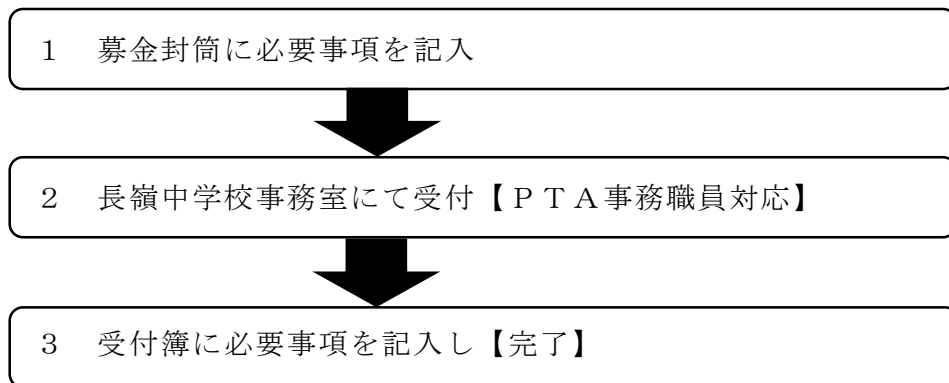 １　募金封筒に必要事項を記入
２　長嶺中学校事務室にて受付【ＰＴＡ事務職員対応】
３　受付簿に必要事項を記入し【完了】